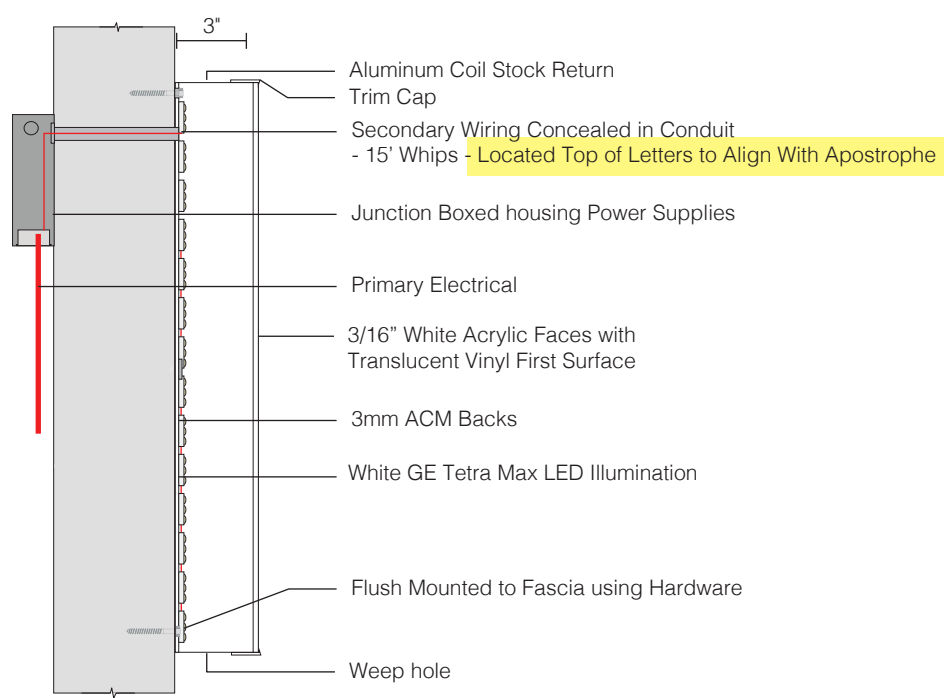 3"
Aluminum Coil Stock Return
Trim Cap
Secondary Wiring Concealed in Conduit
- 15’ Whips - Located Top of Letters to Align With Apostrophe
Junction Boxed housing Power Supplies
Primary Electrical
3/16” White Acrylic Faces with
Translucent Vinyl First Surface
3mm ACM Backs
White GE Tetra Max LED Illumination
Flush Mounted to Fascia using Hardware
Weep hole